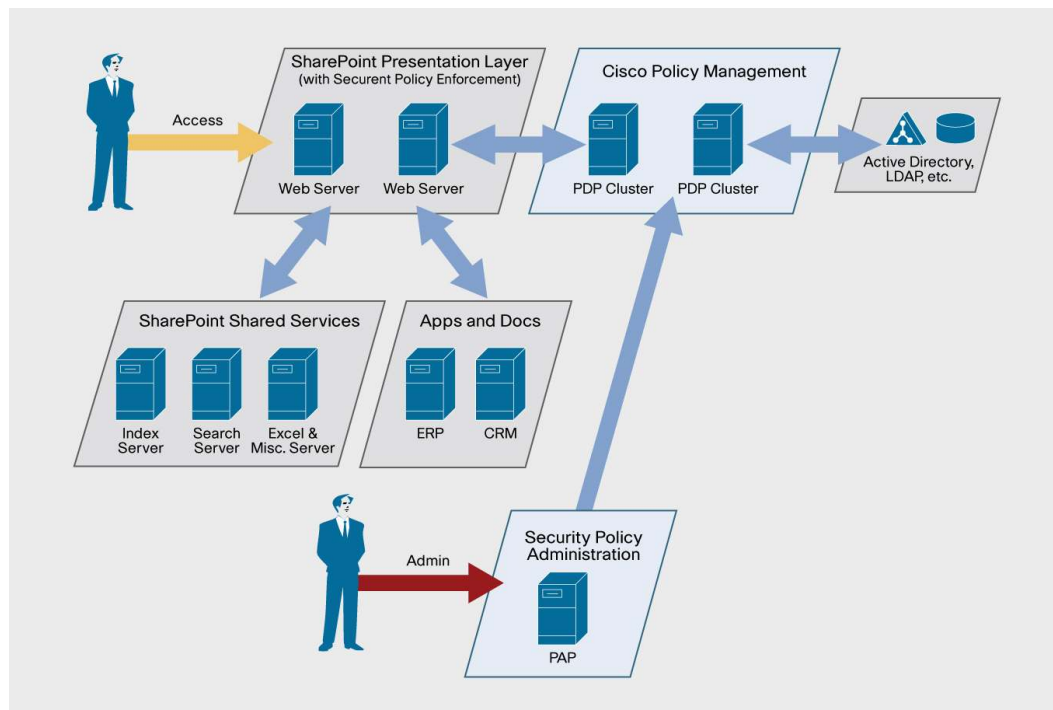 SharePoint Presentation Layer
(with Securent Policy Enforcement)
Cisco Policy Management
Access
Web Server
Web Server
PDP Cluster
PDP Cluster
Active Directory,
LDAP, etc.
SharePoint Shared Services
Index
Server
Search
Server
Excel &
Misc. Server
Apps and Docs
ERP
CRM
Admin
Security Policy
Administration
PAP